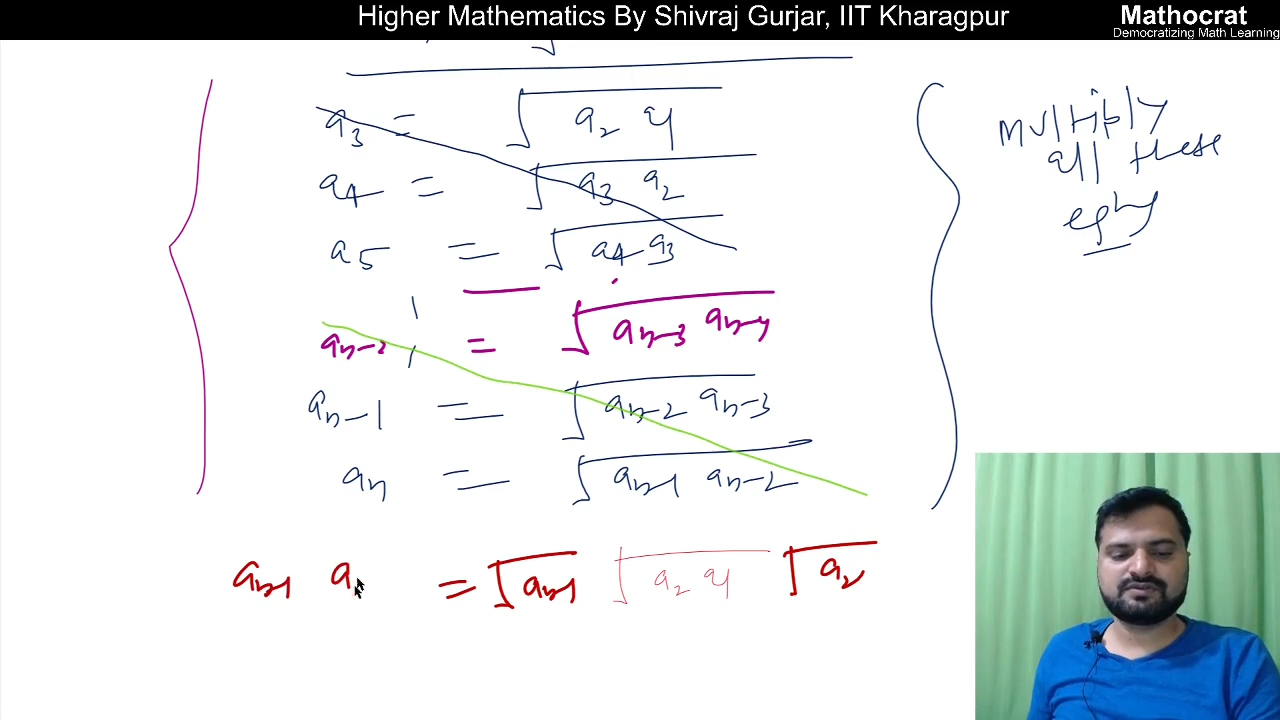 Higher Mathematics By Shivraj Gurjar, IIT Kharagpur
Mathocrat
Democratizing Math Learning
a₃ = √(a₂ a₁)
a₄ = √(a₃ a₂)
a₅ = √(a₄ a₃)
aₙ₋₂ = √(aₙ₋₃ aₙ₋₄)
aₙ₋₁ = √(aₙ₋₂ aₙ₋₃)
aₙ = √(aₙ₋₁ aₙ₋₂)
Multiply
all these
eqns
aₙ₋₁ a = √aₙ₋₁ √(a₂ a₁) √a₂